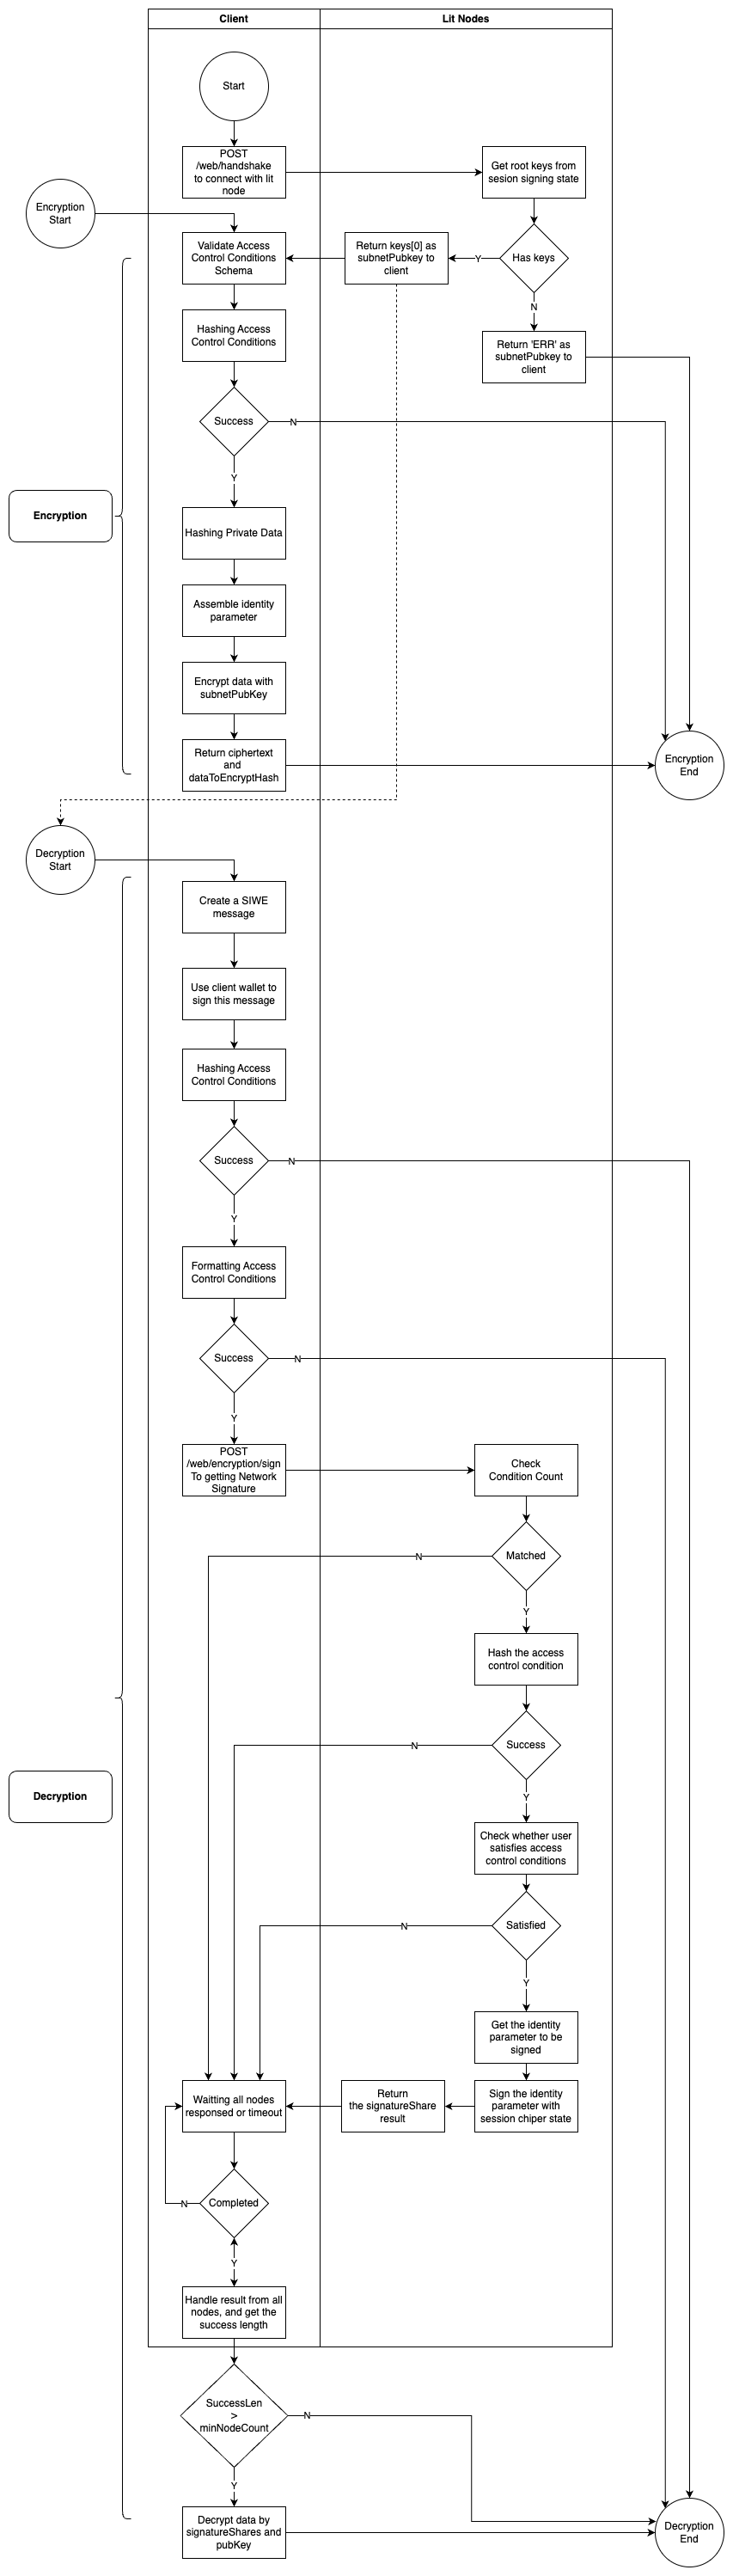 Client
Lit Nodes
Start
POST
/web/handshake
to connect with lit
node
Get root keys from
sesion signing state
Encryption
Start
Validate Access
Control Conditions
Schema
Return keys[0] as
subnetPubkey to
client
Y
Has keys
N
Hashing Access
Control Conditions
Return 'ERR' as
subnetPubkey to
client
Success
N
Y
Encryption
Hashing Private Data
Assemble identity
parameter
Encrypt data with
subnetPubKey
Return ciphertext
and
dataToEncryptHash
Encryption
End
Decryption
Start
Create a SIWE
message
Use client wallet to
sign this message
Hashing Access
Control Conditions
Success
N
Y
Formatting Access
Control Conditions
Success
N
Y
POST
/web/encryption/sign
To getting Network
Signature
Check
Condition Count
Matched
N
Y
Hash the access
control condition
Success
N
Y
Decryption
Check whether user
satisfies access
control conditions
Satisfied
N
Y
Get the identity
parameter to be
signed
Waitting all nodes
responsed or timeout
Return
the signatureShare
result
Sign the identity
parameter with
session chiper state
Completed
N
Y
Handle result from all
nodes, and get the
success length
SuccessLen
>
minNodeCount
N
Y
Decrypt data by
signatureShares and
pubKey
Decryption
End